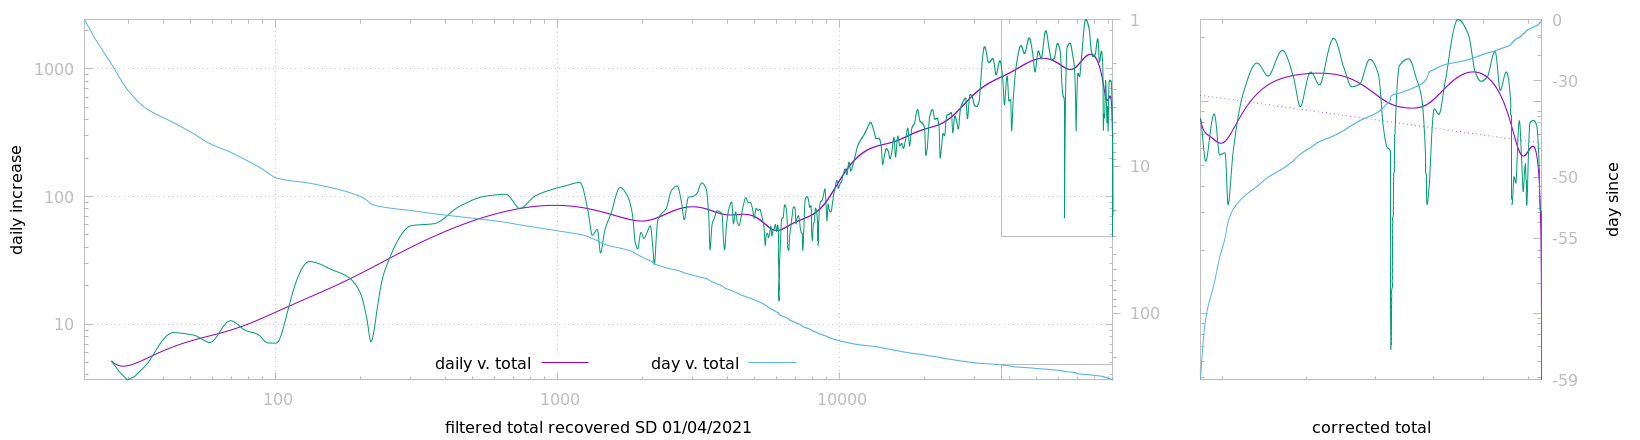 daily increase
1000
100
10
100
1000
10000
daily v. total
day v. total
filtered total recovered SD 01/04/2021
1
10
100
0
-30
-50
-55
-59
day since
corrected total